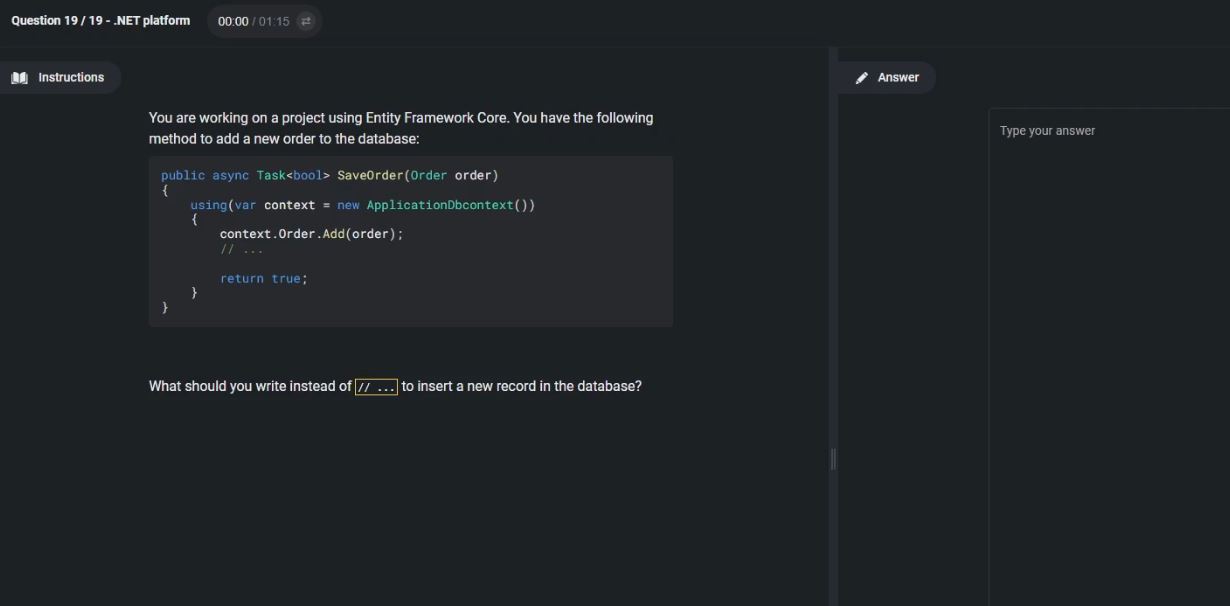 Question 19 / 19 - .NET platform
00:00 / 01:15
Instructions
Answer
You are working on a project using Entity Framework Core. You have the following
method to add a new order to the database:
public async Task<bool> SaveOrder(Order order)
{
    using(var context = new ApplicationDbcontext())
    {
        context.Order.Add(order);
        // ...
        return true;
    }
}
What should you write instead of // ... to insert a new record in the database?
Type your answer